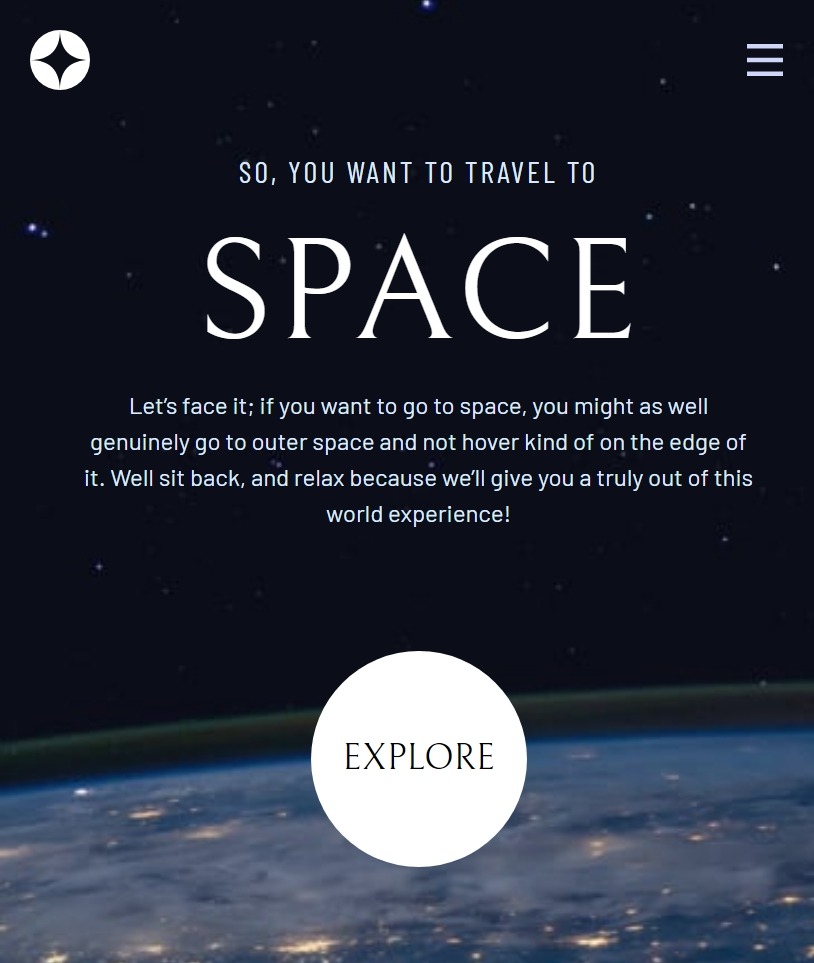 SO, YOU WANT TO TRAVEL TO
SPACE
Let’s face it; if you want to go to space, you might as well
genuinely go to outer space and not hover kind of on the edge of
it. Well sit back, and relax because we’ll give you a truly out of this
world experience!
EXPLORE